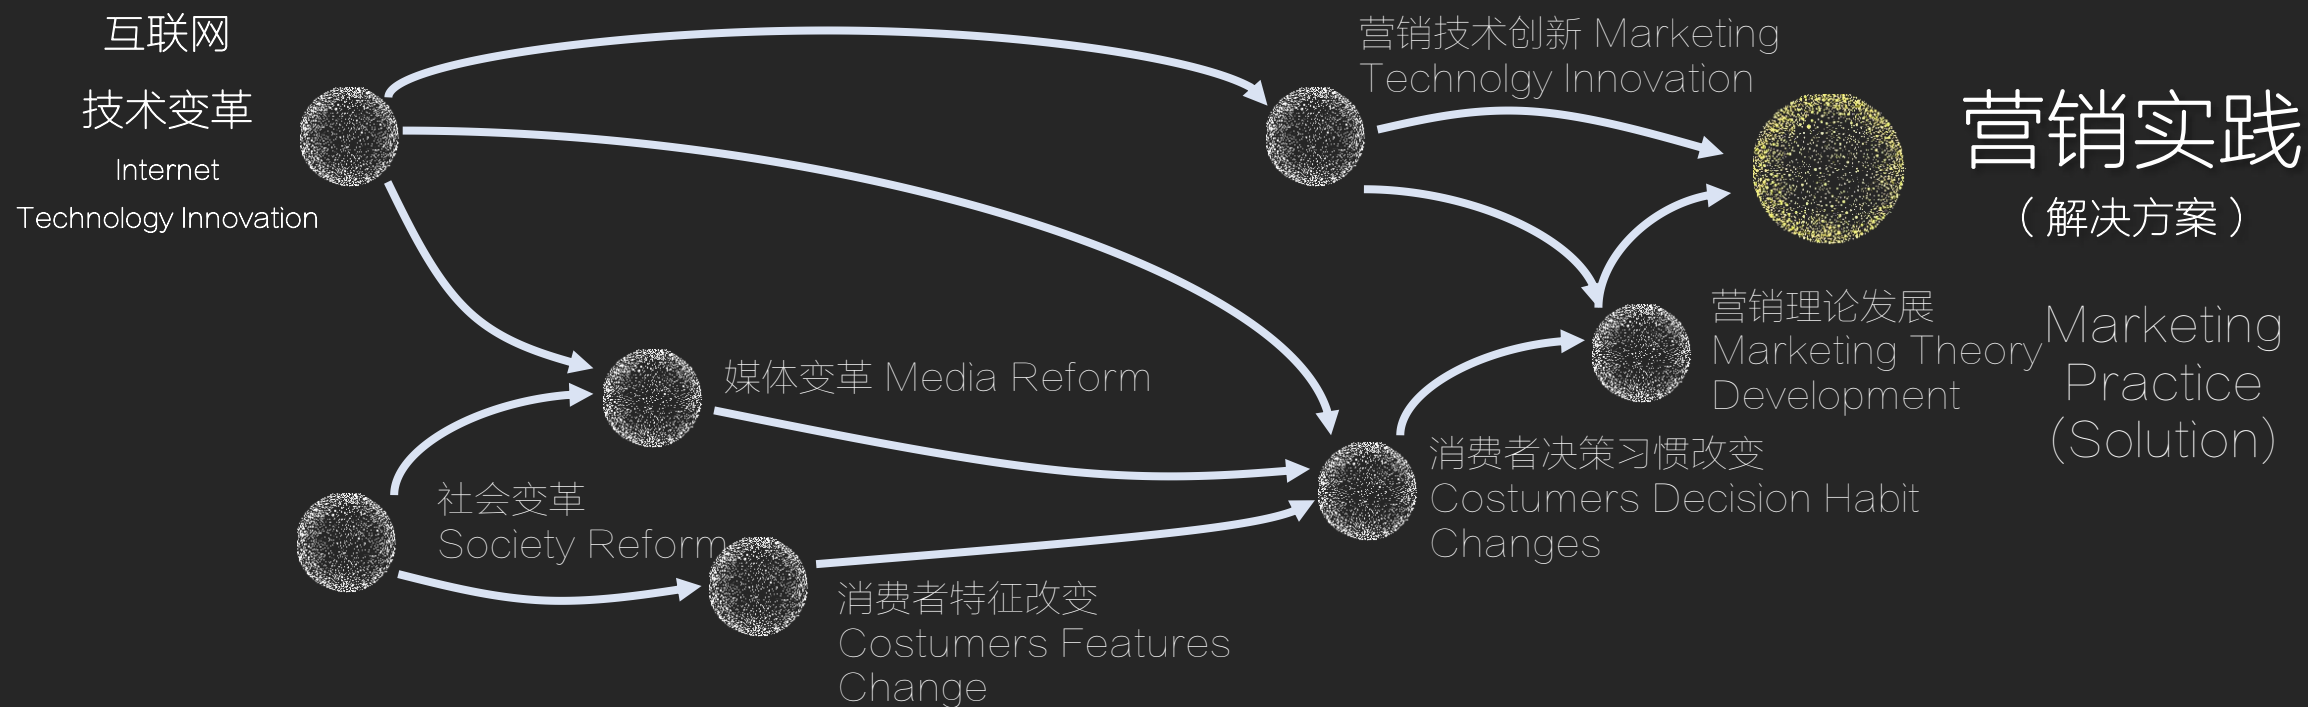 互联网
技术变革
Internet
Technology Innovation
营销技术创新 Marketing
Technolgy Innovation
营销实践
（解决方案）
Marketing
Practice
(Solution)
营销理论发展
Marketing Theory
Development
媒体变革 Media Reform
消费者决策习惯改变
Costumers Decision Habit
Changes
社会变革
Society Reform
消费者特征改变
Costumers Features
Change